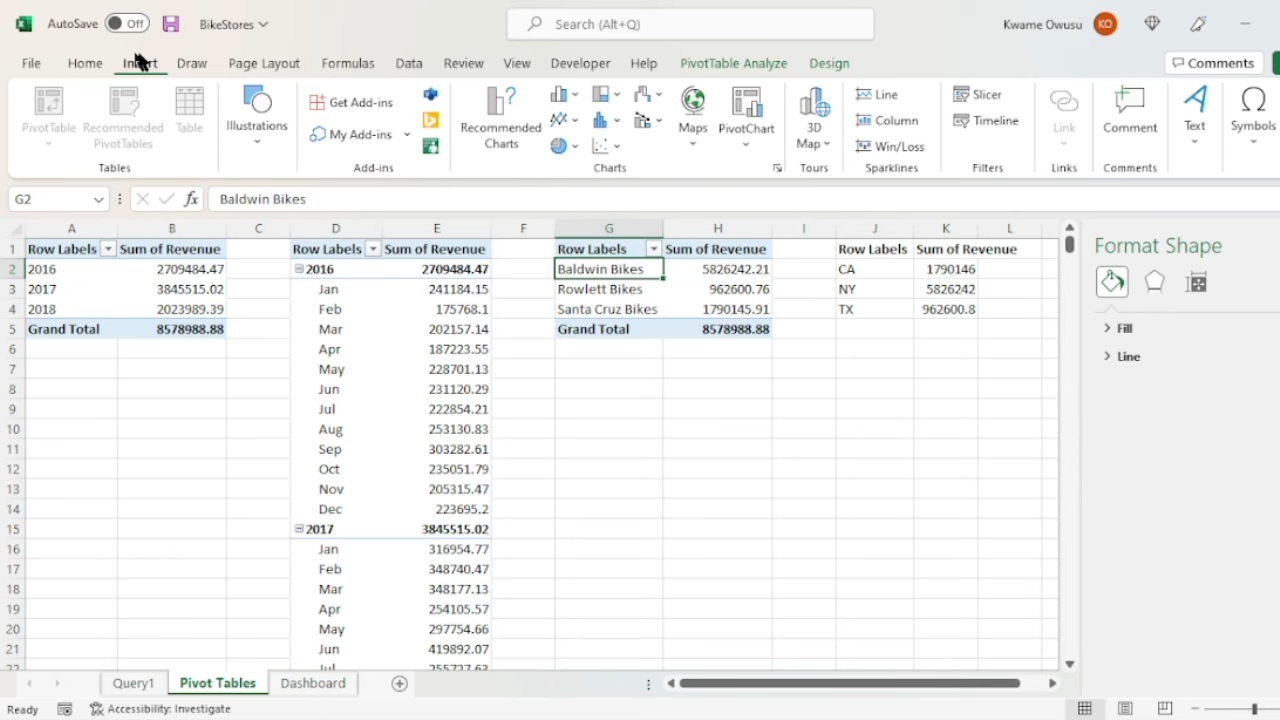 AutoSave Off BikeStores Search (Alt+Q) Kwame Owusu KO
File Home Insert Draw Page Layout Formulas Data Review View Developer Help PivotTable Analyze Design Comments
PivotTable Recommended PivotTables Table Illustrations Get Add-ins My Add-ins Recommended Charts Maps PivotChart 3D Map Line Column Win/Loss Slicer Timeline Link Comment Text Symbols
Tables Add-ins Charts Tours Sparklines Filters Links Comments
G2 fx Baldwin Bikes
A B C D E F G H I J K L
1 Row Labels Sum of Revenue Row Labels Sum of Revenue Row Labels Sum of Revenue Row Labels Sum of Revenue
2 2016 2709484.47 2016 2709484.47 Baldwin Bikes 5826242.21 CA 1790146
3 2017 3845515.02 Jan 241184.15 Rowlett Bikes 962600.76 NY 5826242
4 2018 2023989.39 Feb 175768.1 Santa Cruz Bikes 1790145.91 TX 962600.8
5 Grand Total 8578988.88 Mar 202157.14 Grand Total 8578988.88
6 Apr 187223.55
7 May 228701.13
8 Jun 231120.29
9 Jul 222854.21
10 Aug 253130.83
11 Sep 303282.61
12 Oct 235051.79
13 Nov 205315.47
14 Dec 223695.2
15 2017 3845515.02
16 Jan 316954.77
17 Feb 348740.47
18 Mar 348177.13
19 Apr 254105.57
20 May 297754.66
21 Jun 419892.07
22 Jul 255727.63
Format Shape
Fill
Line
Query1 Pivot Tables Dashboard
Ready Accessibility: Investigate